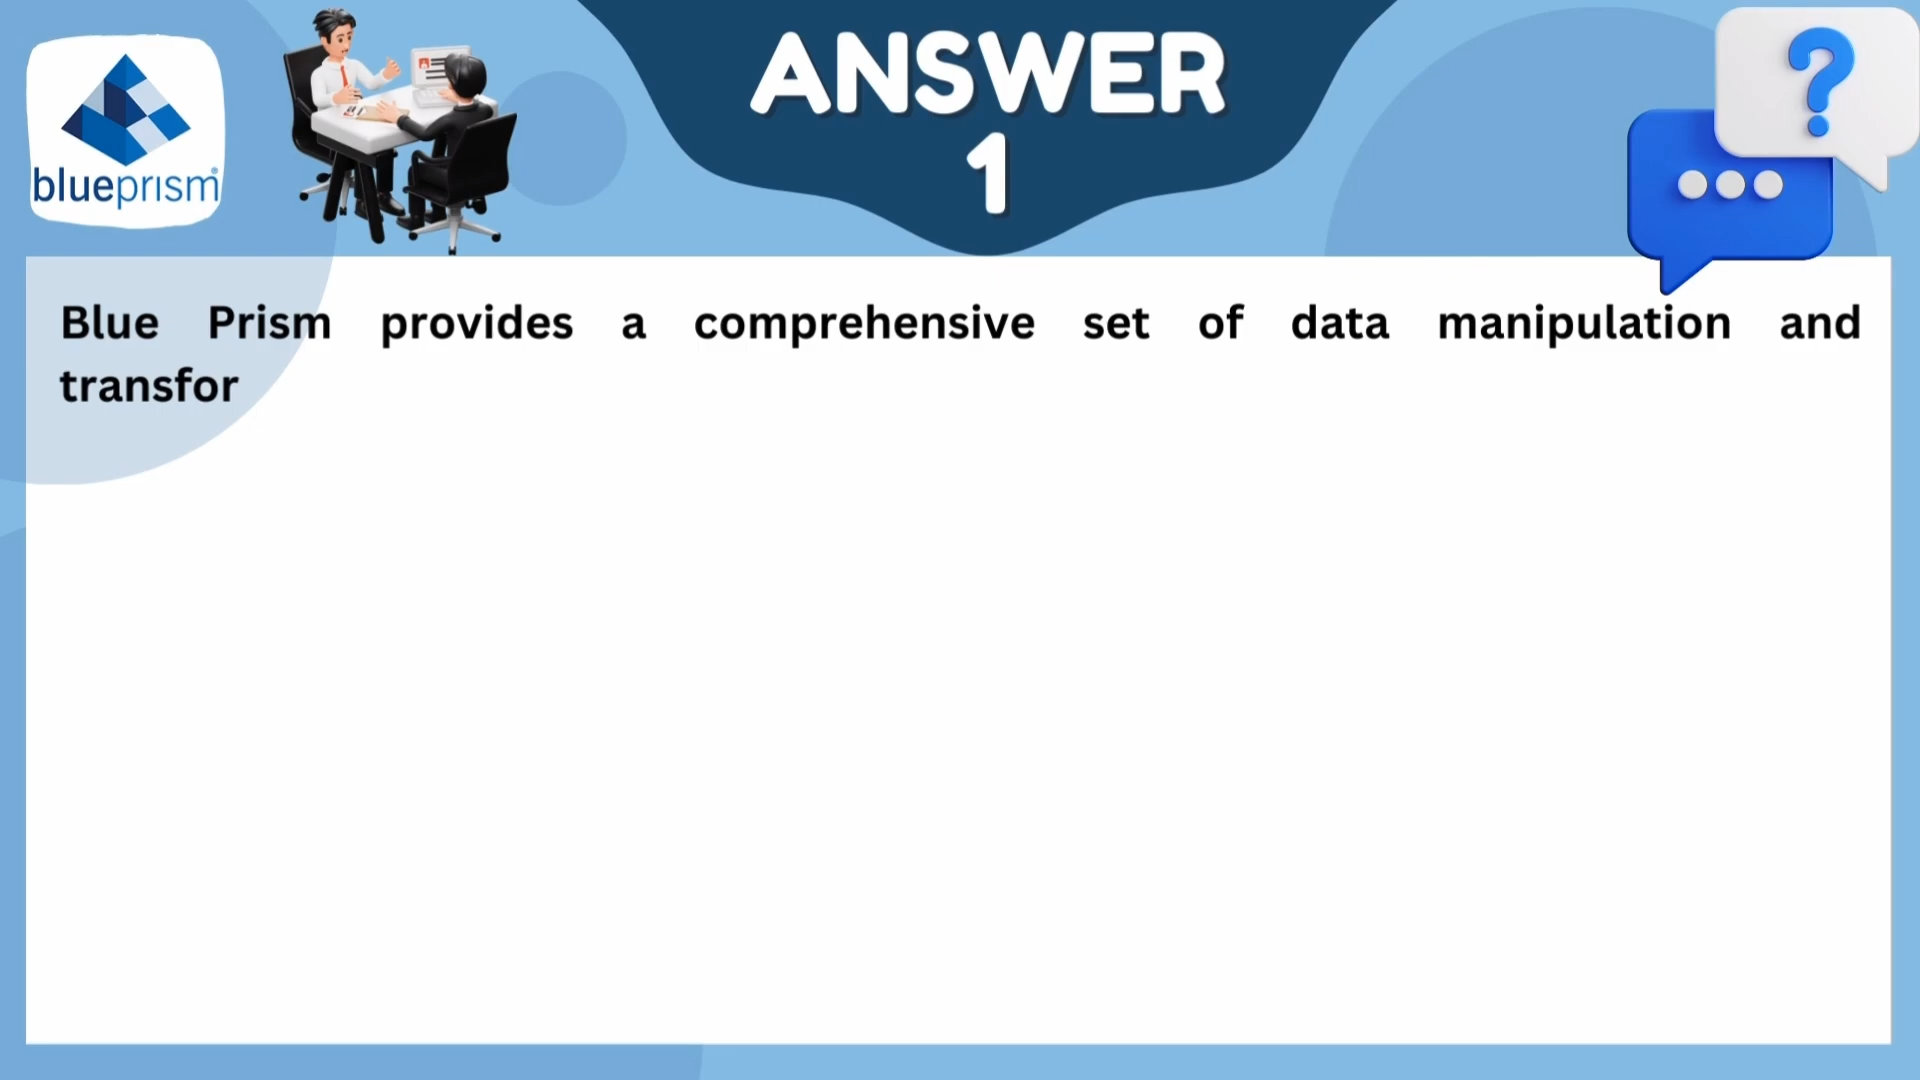 blueprism
ANSWER
1
Blue Prism provides a comprehensive set of data manipulation and
transfor